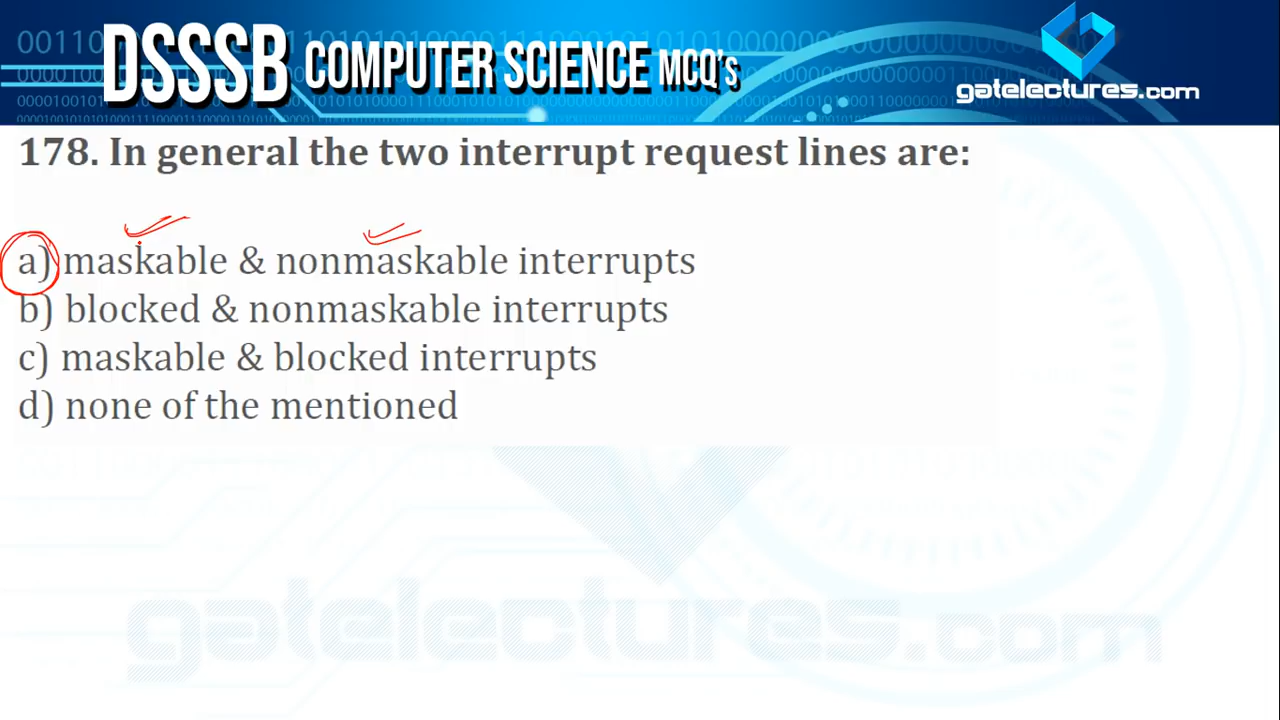 DSSSB COMPUTER SCIENCE MCQ's
gatelectures.com
178. In general the two interrupt request lines are:
a) maskable & nonmaskable interrupts
b) blocked & nonmaskable interrupts
c) maskable & blocked interrupts
d) none of the mentioned
gatelectures.com